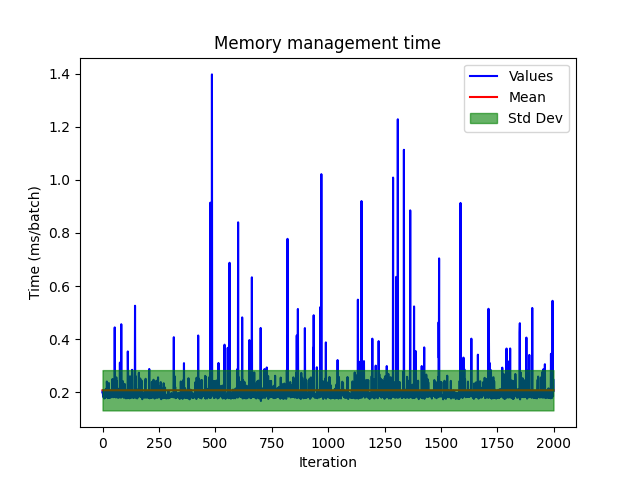 Memory management time
Time (ms/batch)
1.4
1.2
1.0
0.8
0.6
0.4
0.2
Values
Mean
Std Dev
0 250 500 750 1000 1250 1500 1750 2000
Iteration